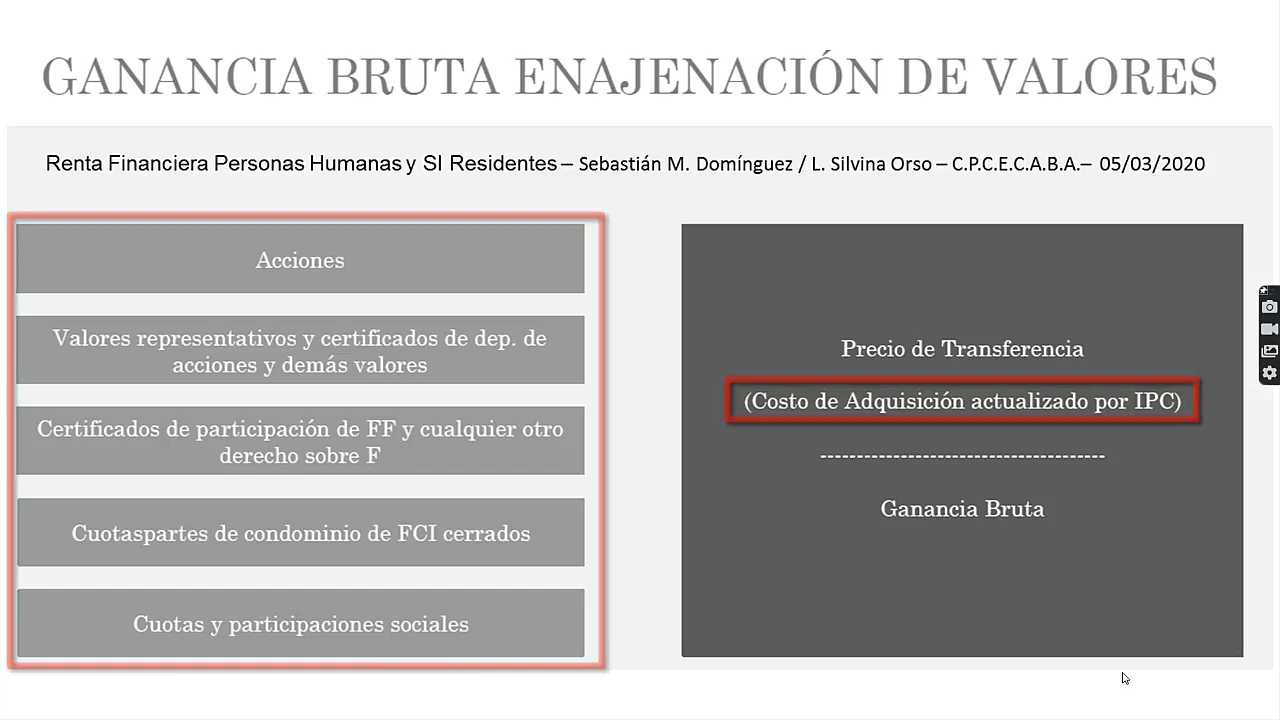 GANANCIA BRUTA ENAJENACIÓN DE VALORES
Renta Financiera Personas Humanas y SI Residentes – Sebastián M. Domínguez / L. Silvina Orso – C.P.C.E.C.A.B.A.– 05/03/2020
Acciones
Valores representativos y certificados de dep. de
acciones y demás valores
Certificados de participación de FF y cualquier otro
derecho sobre F
Cuotaspartes de condominio de FCI cerrados
Cuotas y participaciones sociales
Precio de Transferencia
(Costo de Adquisición actualizado por IPC)
---------------------------------------
Ganancia Bruta